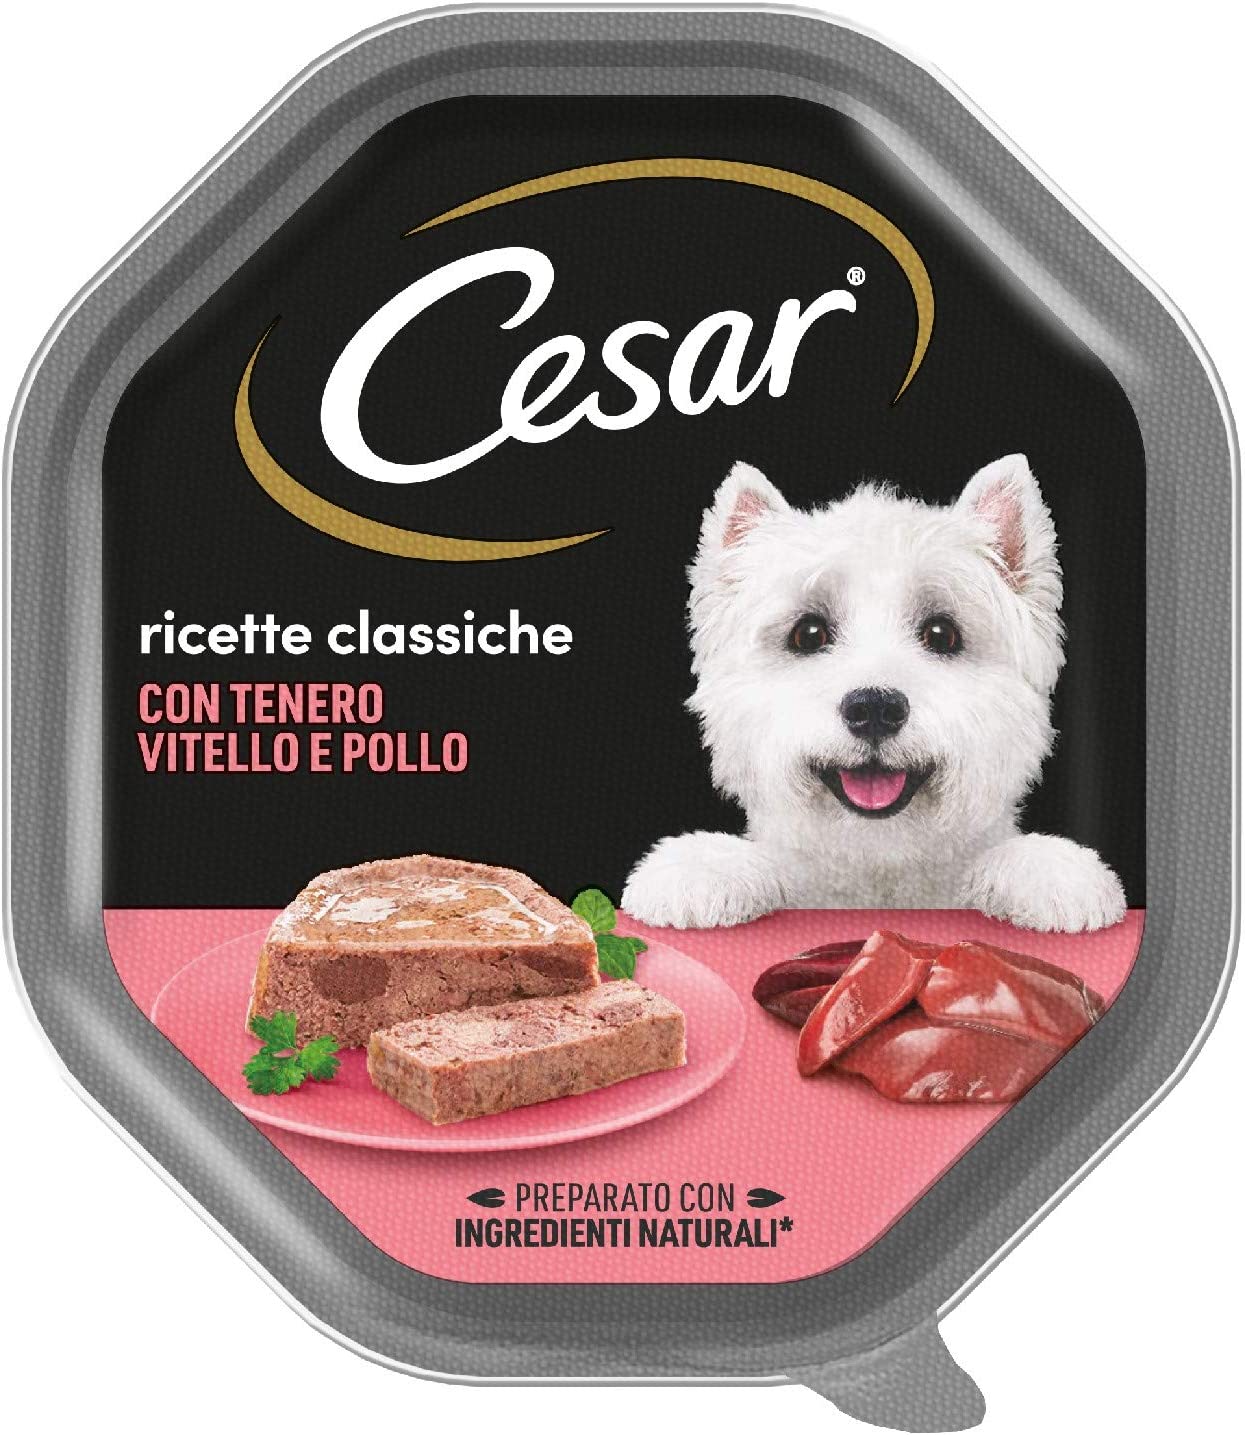 Cesar®
ricette classiche
CON TENERO
VITELLO E POLLO
PREPARATO CON
INGREDIENTI NATURALI*